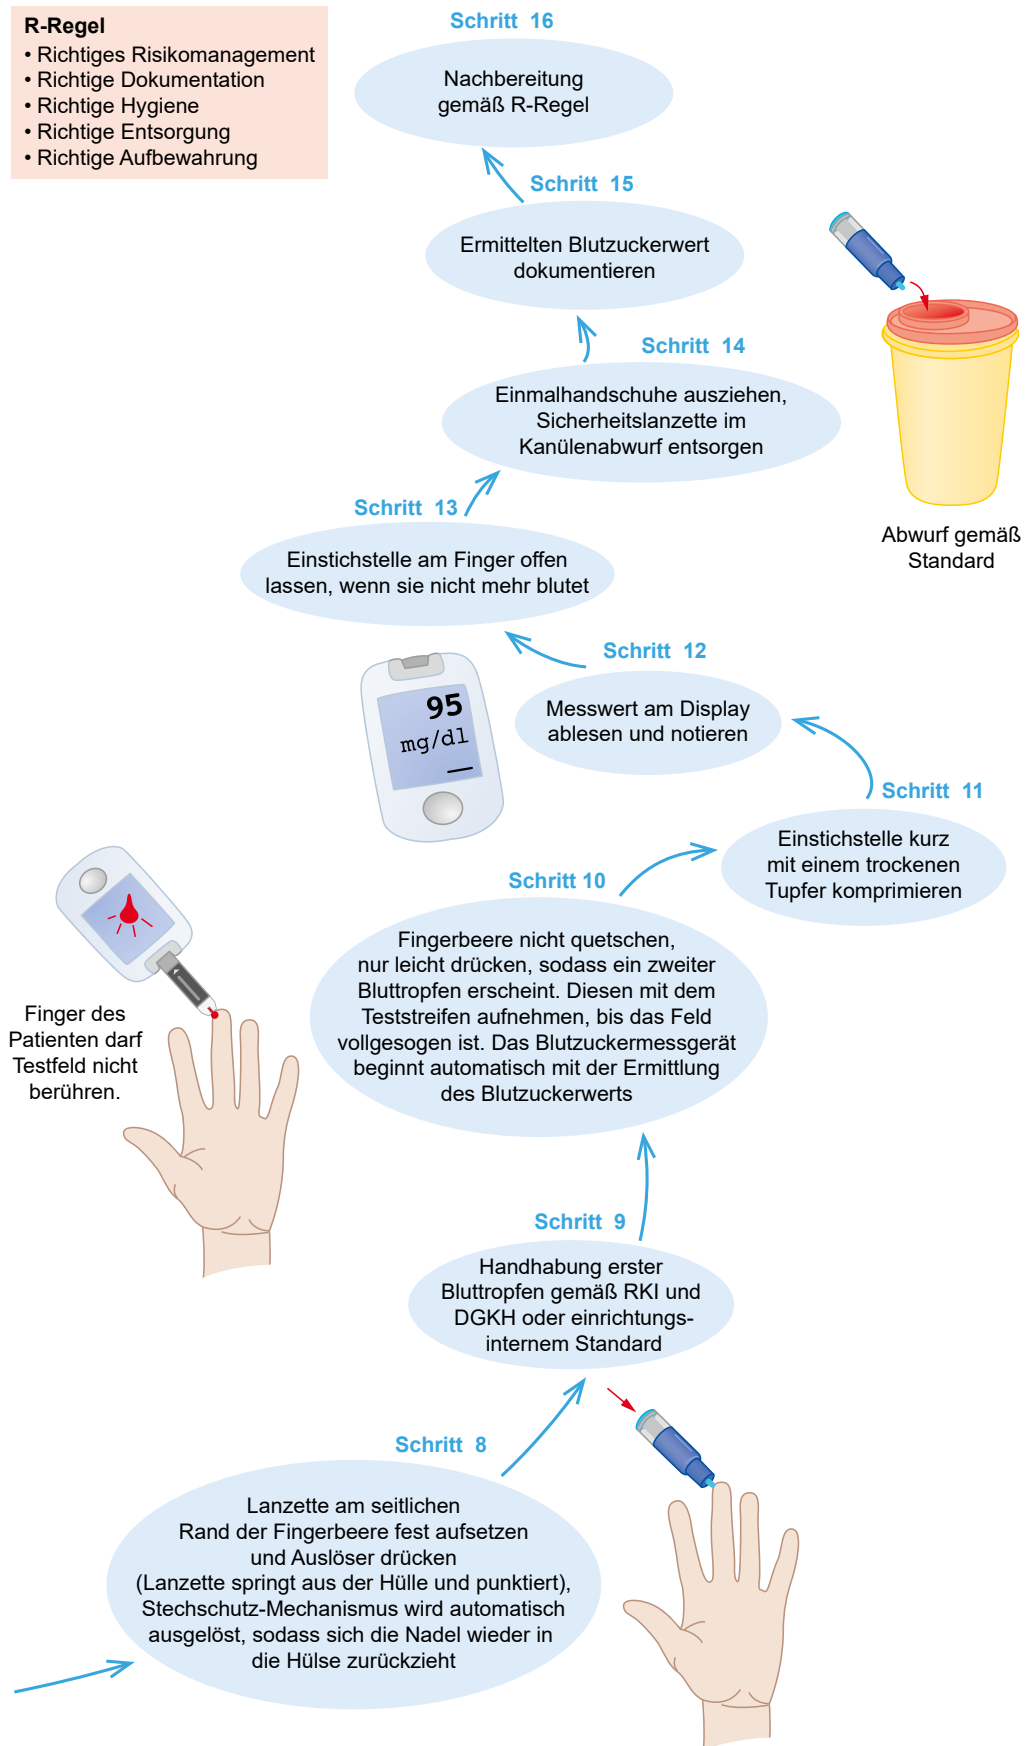 R-Regel
• Richtiges Risikomanagement
• Richtige Dokumentation
• Richtige Hygiene
• Richtige Entsorgung
• Richtige Aufbewahrung
Schritt 16
Nachbereitung
gemäß R-Regel
Schritt 15
Ermittelten Blutzuckerwert
dokumentieren
Schritt 14
Einmalhandschuhe ausziehen,
Sicherheitslanzette im
Kanülenabwurf entsorgen
Abwurf gemäß
Standard
Schritt 13
Einstichstelle am Finger offen
lassen, wenn sie nicht mehr blutet
Schritt 12
Messwert am Display
ablesen und notieren
95
mg/dl
Schritt 11
Einstichstelle kurz
mit einem trockenen
Tupfer komprimieren
Schritt 10
Fingerbeere nicht quetschen,
nur leicht drücken, sodass ein zweiter
Bluttropfen erscheint. Diesen mit dem
Teststreifen aufnehmen, bis das Feld
vollgesogen ist. Das Blutzuckermessgerät
beginnt automatisch mit der Ermittlung
des Blutzuckerwerts
Finger des
Patienten darf
Testfeld nicht
berühren.
Schritt 9
Handhabung erster
Bluttropfen gemäß RKI und
DGKH oder einrichtungs-
internem Standard
Schritt 8
Lanzette am seitlichen
Rand der Fingerbeere fest aufsetzen
und Auslöser drücken
(Lanzette springt aus der Hülle und punktiert),
Stechschutz-Mechanismus wird automatisch
ausgelöst, sodass sich die Nadel wieder in
die Hülse zurückzieht